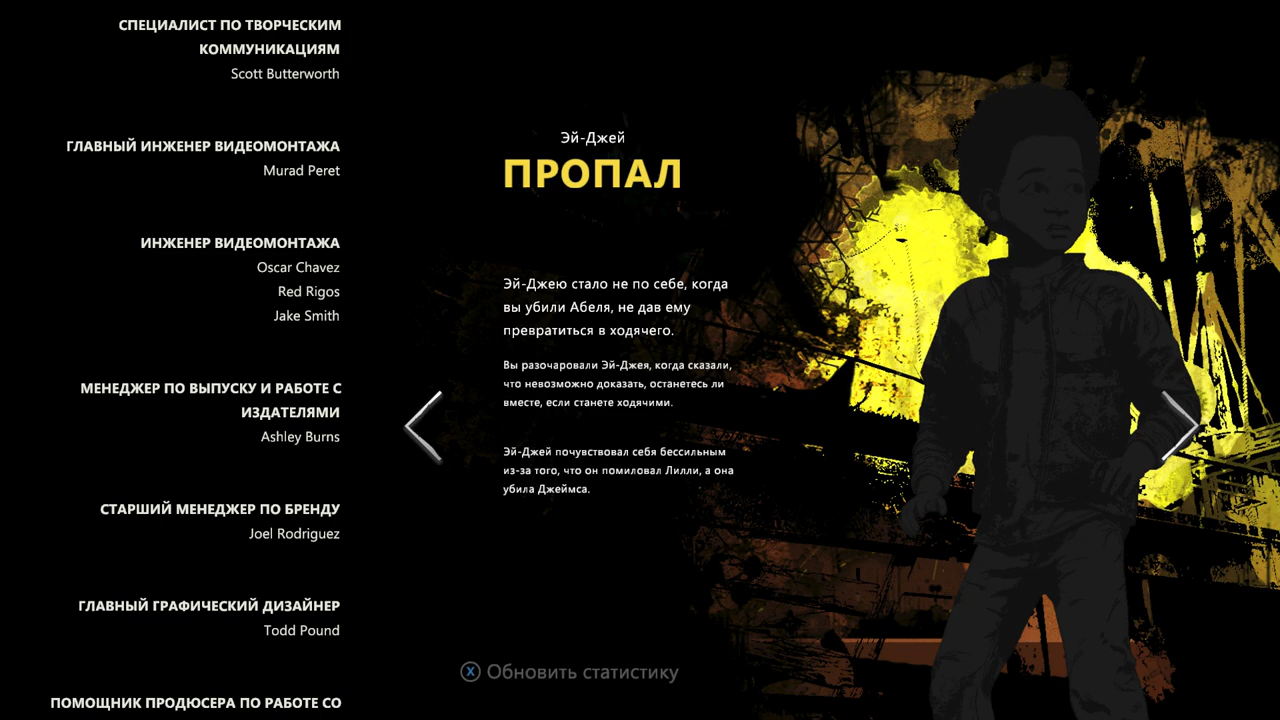 СПЕЦИАЛИСТ ПО ТВОРЧЕСКИМ
КОММУНИКАЦИЯМ
Scott Butterworth
ГЛАВНЫЙ ИНЖЕНЕР ВИДЕОМОНТАЖА
Murad Peret
ИНЖЕНЕР ВИДЕОМОНТАЖА
Oscar Chavez
Red Rigos
Jake Smith
МЕНЕДЖЕР ПО ВЫПУСКУ И РАБОТЕ С
ИЗДАТЕЛЯМИ
Ashley Burns
СТАРШИЙ МЕНЕДЖЕР ПО БРЕНДУ
Joel Rodriguez
ГЛАВНЫЙ ГРАФИЧЕСКИЙ ДИЗАЙНЕР
Todd Pound
ПОМОЩНИК ПРОДЮСЕРА ПО РАБОТЕ СО
Эй-Джей
ПРОПАЛ
Эй-Джею стало не по себе, когда
вы убили Абеля, не дав ему
превратиться в ходячего.
Вы разочаровали Эй-Джея, когда сказали,
что невозможно доказать, останетесь ли
вместе, если станете ходячими.
Эй-Джей почувствовал себя бессильным
из-за того, что он помиловал Лилли, а она
убила Джеймса.
X Обновить статистику